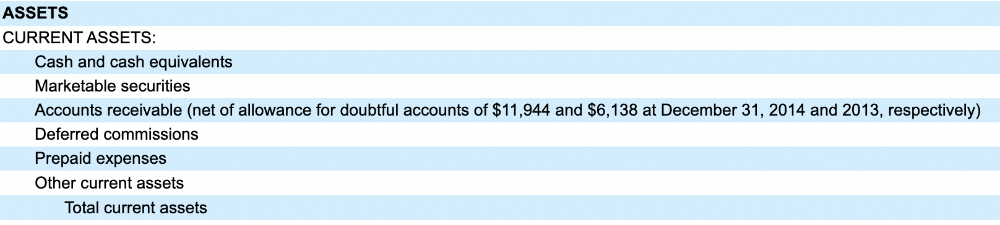 ASSETS
CURRENT ASSETS:
Cash and cash equivalents
Marketable securities
Accounts receivable (net of allowance for doubtful accounts of $11,944 and $6,138 at December 31, 2014 and 2013, respectively)
Deferred commissions
Prepaid expenses
Other current assets
Total current assets